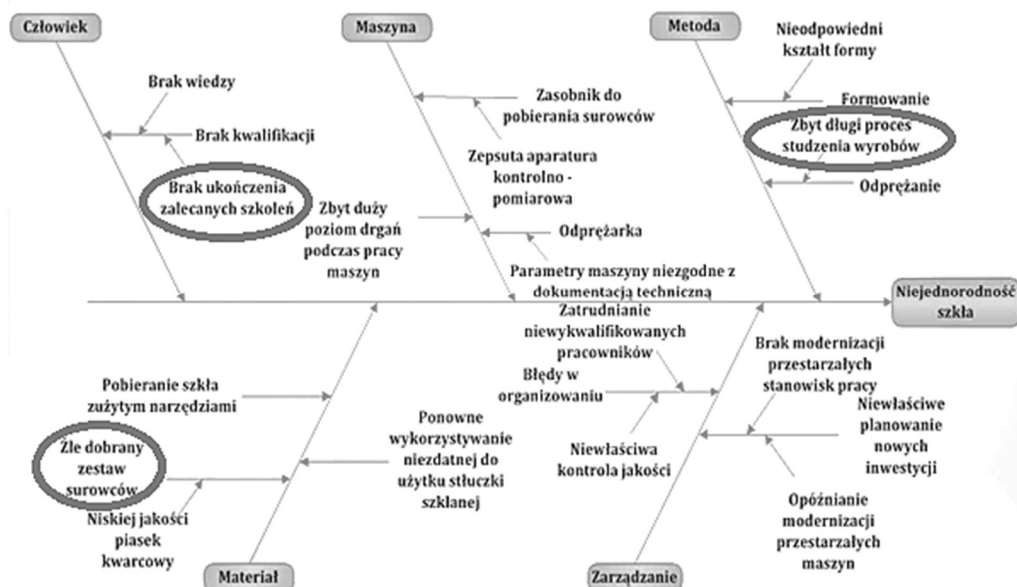 Człowiek
Maszyna
Metoda
Brak wiedzy
Brak kwalifikacji
Brak ukończenia
zalecanych szkoleń
Zasobnik do
pobierania surowców
Zepsuta aparatura
kontrolno -
pomiarowa
Zbyt duży
poziom drgań
podczas pracy
maszyn
Odprężarka
Parametry maszyny niezgodne z
dokumentacją techniczną
Nieodpowiedni
kształt formy
Formowanie
Zbyt długi proces
studzenia wyrobów
Odprężanie
Niejednorodność
szkła
Pobieranie szkła
zużytym narzędziami
Źle dobrany
zestaw
surowców
Niskiej jakości
piasek
kwarcowy
Ponowne
wykorzystywanie
niezdatnej do
użytku stłuczki
szklanej
Materiał
Zatrudnianie
niewykwalifikowanych
pracowników
Błędy w
organizowaniu
Niewłaściwa
kontrola jakości
Brak modernizacji
przestarzałych
stanowisk pracy
Niewłaściwe
planowanie
nowych
inwestycji
Opóźnianie
modernizacji
przestarzałych
maszyn
Zarządzanie